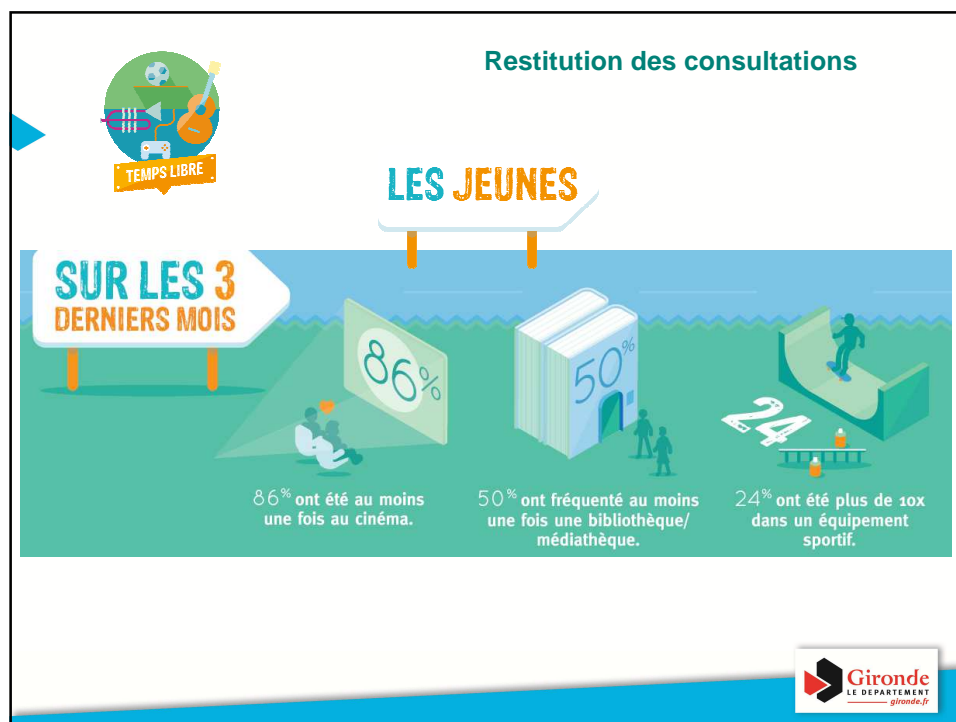 Restitution des consultations
TEMPS LIBRE
LES JEUNES
SUR LES 3
DERNIERS MOIS
86%
50%
24
86% ont été au moins
une fois au cinéma.
50% ont fréquenté au moins
une fois une bibliothèque/
médiathèque.
24% ont été plus de 10x
dans un équipement
sportif.
Gironde
LE DEPARTEMENT
gironde.fr